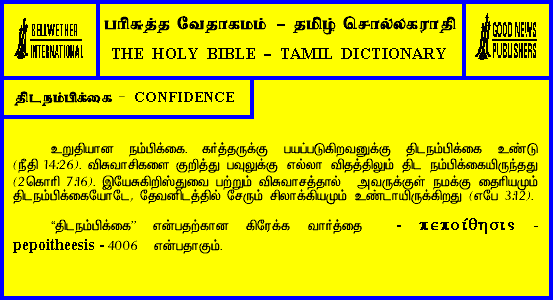 BELLWETHER
INTERNATIONAL
பரிசுத்த வேதாகமம் – தமிழ் சொல்லகராதி
THE HOLY BIBLE – TAMIL DICTIONARY
GOOD NEWS
PUBLISHERS
திடநம்பிக்கை - CONFIDENCE
உறுதியான நம்பிக்கை. கர்த்தருக்கு பயப்படுகிறவனுக்கு திடநம்பிக்கை உண்டு
(நீதி 14:26). விசுவாசிகளை குறித்து பவுலுக்கு எல்லா விதத்திலும் திட நம்பிக்கையிருந்தது
(2கொரி 7:16). இயேசுகிறிஸ்துவை பற்றும் விசுவாசத்தால் அவருக்குள் நமக்கு தைரியமும்
திடநம்பிக்கையோடே, தேவனிடத்தில் சேரும் சிலாக்கியமும் உண்டாயிருக்கிறது (எபே 3:12).
“திடநம்பிக்கை” என்பதற்கான கிரேக்க வார்த்தை - πεποίθησις -
pepoitheesis - 4006 என்பதாகும்.